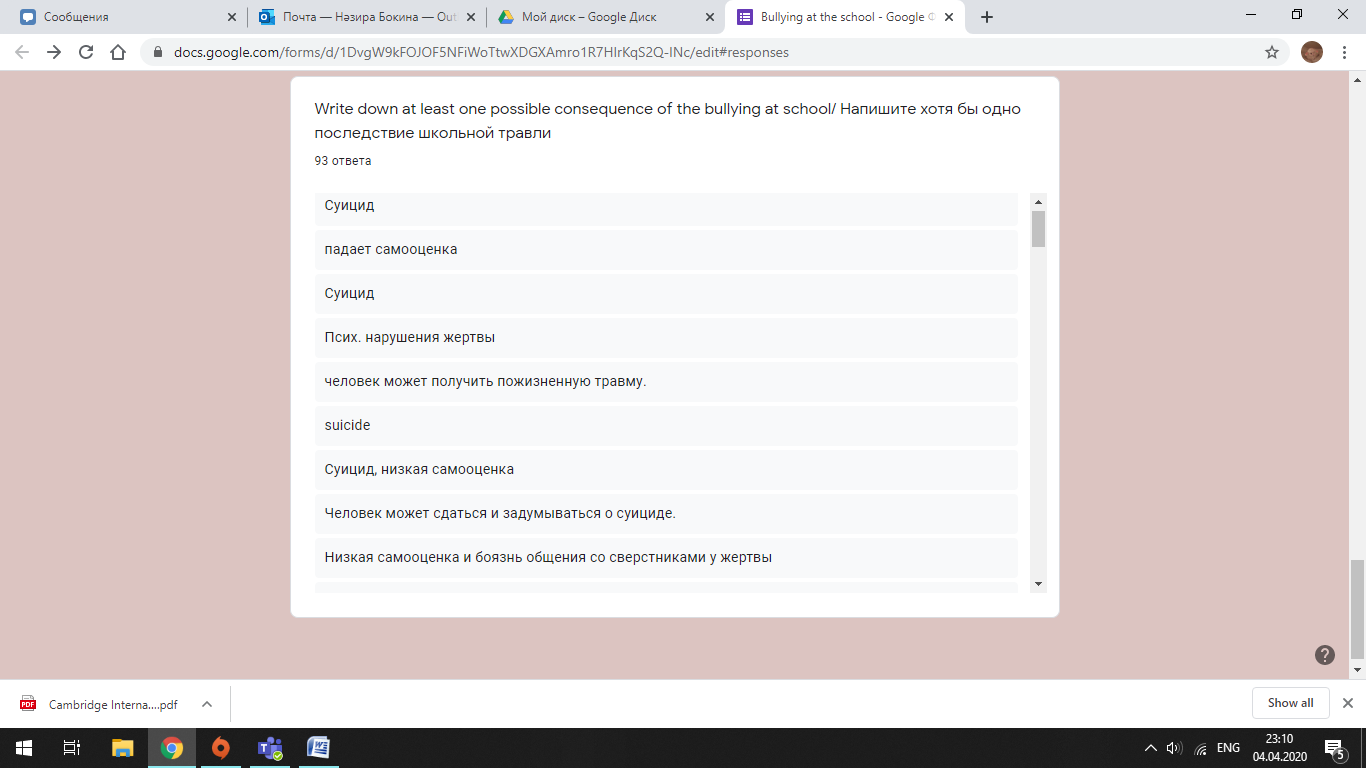 Сообщения
Почта — Нәзира Бокина — Out
Мой диск – Google Диск
Bullying at the school - Google Ф
docs.google.com/forms/d/1DvgW9kFOJOF5NFiWoTtwXDGXAmro1R7HIrKqS2Q-INc/edit#responses
Write down at least one possible consequence of the bullying at school/ Напишите хотя бы одно
последствие школьной травли
93 ответа
Суицид
падает самооценка
Суицид
Псих. нарушения жертвы
человек может получить пожизненную травму.
suicide
Суицид, низкая самооценка
Человек может сдаться и задумываться о суициде.
Низкая самооценка и боязнь общения со сверстниками у жертвы
PDF
Cambridge Interna....pdf
Show all
ENG
23:10
04.04.2020
5